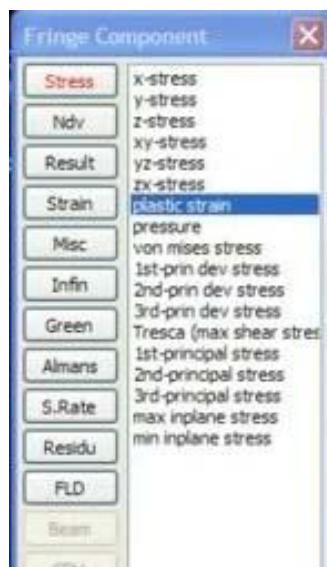 Fringe Component
Stress
Ndv
Result
Strain
Misc
Infin
Green
Almans
S.Rate
Residu
FLD
Beam
x-stress
y-stress
z-stress
xy-stress
yz-stress
zx-stress
plastic strain
pressure
von mises stress
1st-prin dev stress
2nd-prin dev stress
3rd-prin dev stress
Tresca (max shear stres
1st-principal stress
2nd-principal stress
3rd-principal stress
max inplane stress
min inplane stress